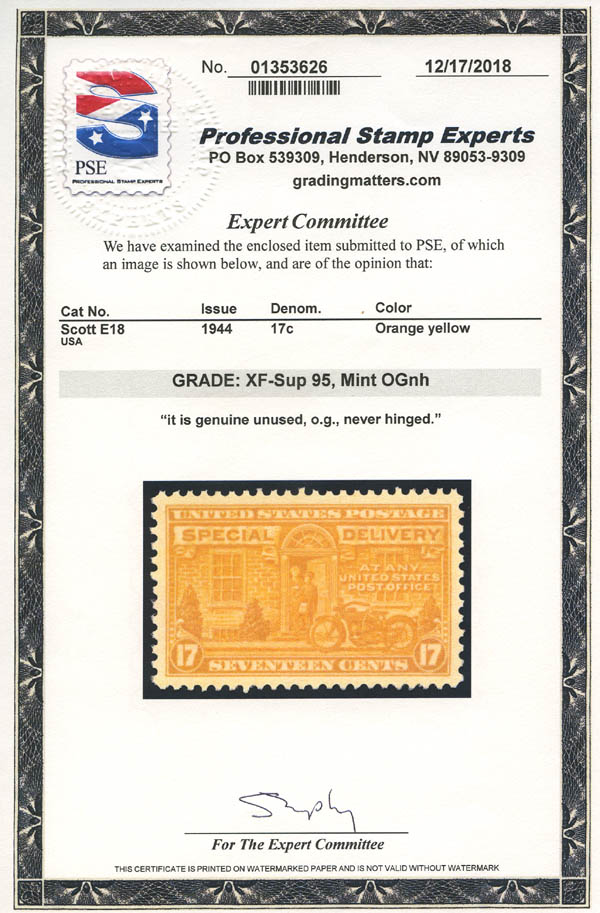 No. 01353626 12/17/2018
PSE
PROFESSIONAL STAMP EXPERTS
Professional Stamp Experts
PO Box 539309, Henderson, NV 89053-9309
gradingmatters.com
Expert Committee
We have examined the enclosed item submitted to PSE, of which
an image is shown below, and are of the opinion that:
Cat No. Issue Denom. Color
Scott E18 1944 17c Orange yellow
USA
GRADE: XF-Sup 95, Mint OGnh
“it is genuine unused, o.g., never hinged.”
UNITED STATES POSTAGE
SPECIAL DELIVERY
AT ANY
UNITED STATES
POST OFFICE
17 SEVENTEEN CENTS 17
For The Expert Committee
THIS CERTIFICATE IS PRINTED ON WATERMARKED PAPER AND IS NOT VALID WITHOUT WATERMARK